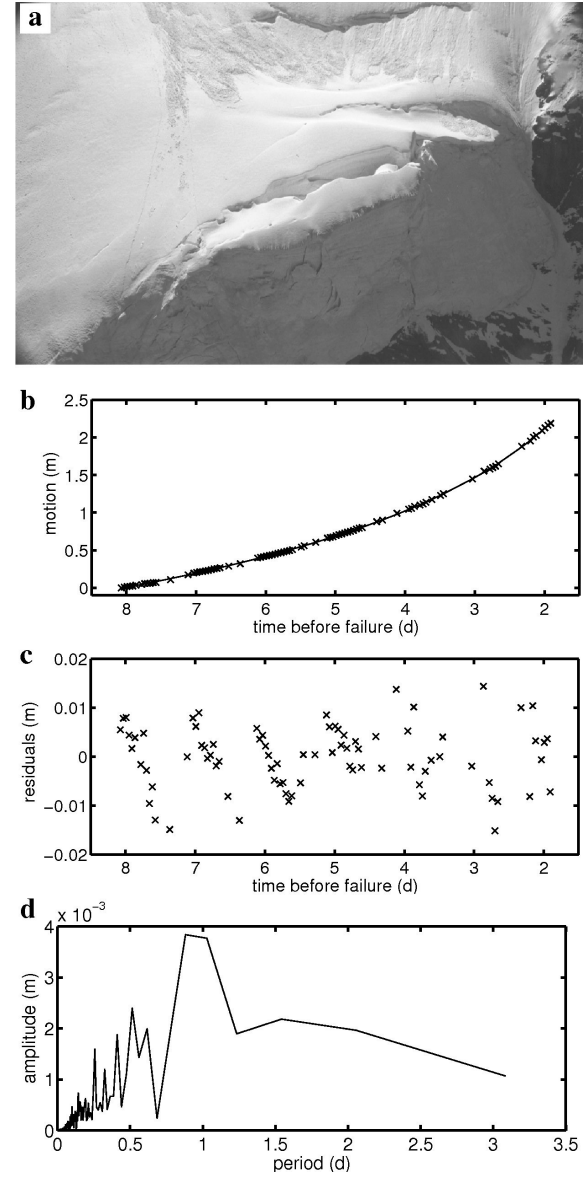 a
b
2.5
2
1.5
1
0.5
0
motion (m)
8 7 6 5 4 3 2
time before failure (d)
c
0.02
0.01
0
−0.01
−0.02
residuals (m)
8 7 6 5 4 3 2
time before failure (d)
d
x 10⁻³
4
3
2
1
0
amplitude (m)
0 0.5 1 1.5 2 2.5 3 3.5
period (d)